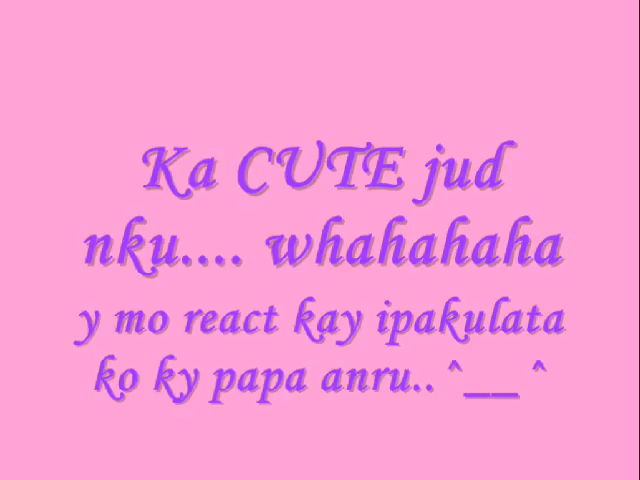 Ka CUTE jud
nku.... whahahaha
y mo react kay ipakulata
ko ky papa anru.. ^__ ^